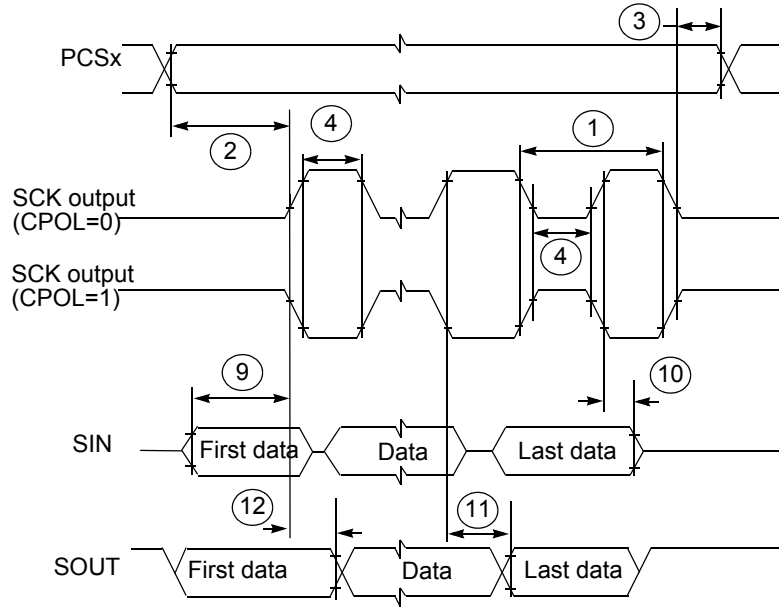 3
PCSx
2
4
1
SCK output
(CPOL=0)
4
SCK output
(CPOL=1)
9
10
SIN
First data
Data
Last data
12
11
SOUT
First data
Data
Last data